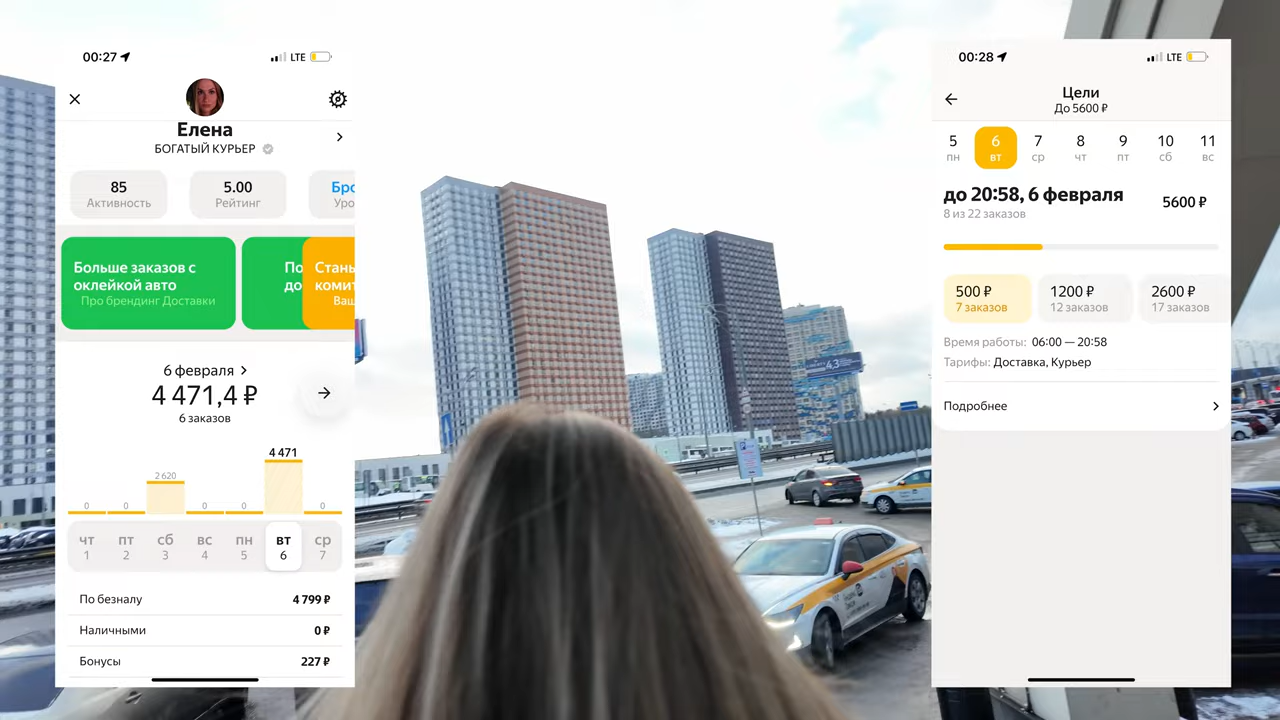 00:27
LTE
Елена
БОГАТЫЙ КУРЬЕР
85
Активность
5.00
Рейтинг
Бро
Уро
Больше заказов с
оклейкой авто
Про брендинг Доставки
По
до
Стань
комит
Ваш
6 февраля
4 471,4 ₽
6 заказов
0
0
2 620
0
0
4 471
0
чт
1
пт
2
сб
3
вс
4
пн
5
вт
6
ср
7
По безналу
4 799 ₽
Наличными
0 ₽
Бонусы
227 ₽
4,3
00:28
LTE
Цели
До 5600 ₽
5
пн
6
вт
7
ср
8
чт
9
пт
10
сб
11
вс
до 20:58, 6 февраля
5600 ₽
8 из 22 заказов
500 ₽
7 заказов
1200 ₽
12 заказов
2600 ₽
17 заказов
Время работы: 06:00 — 20:58
Тарифы: Доставка, Курьер
Подробнее